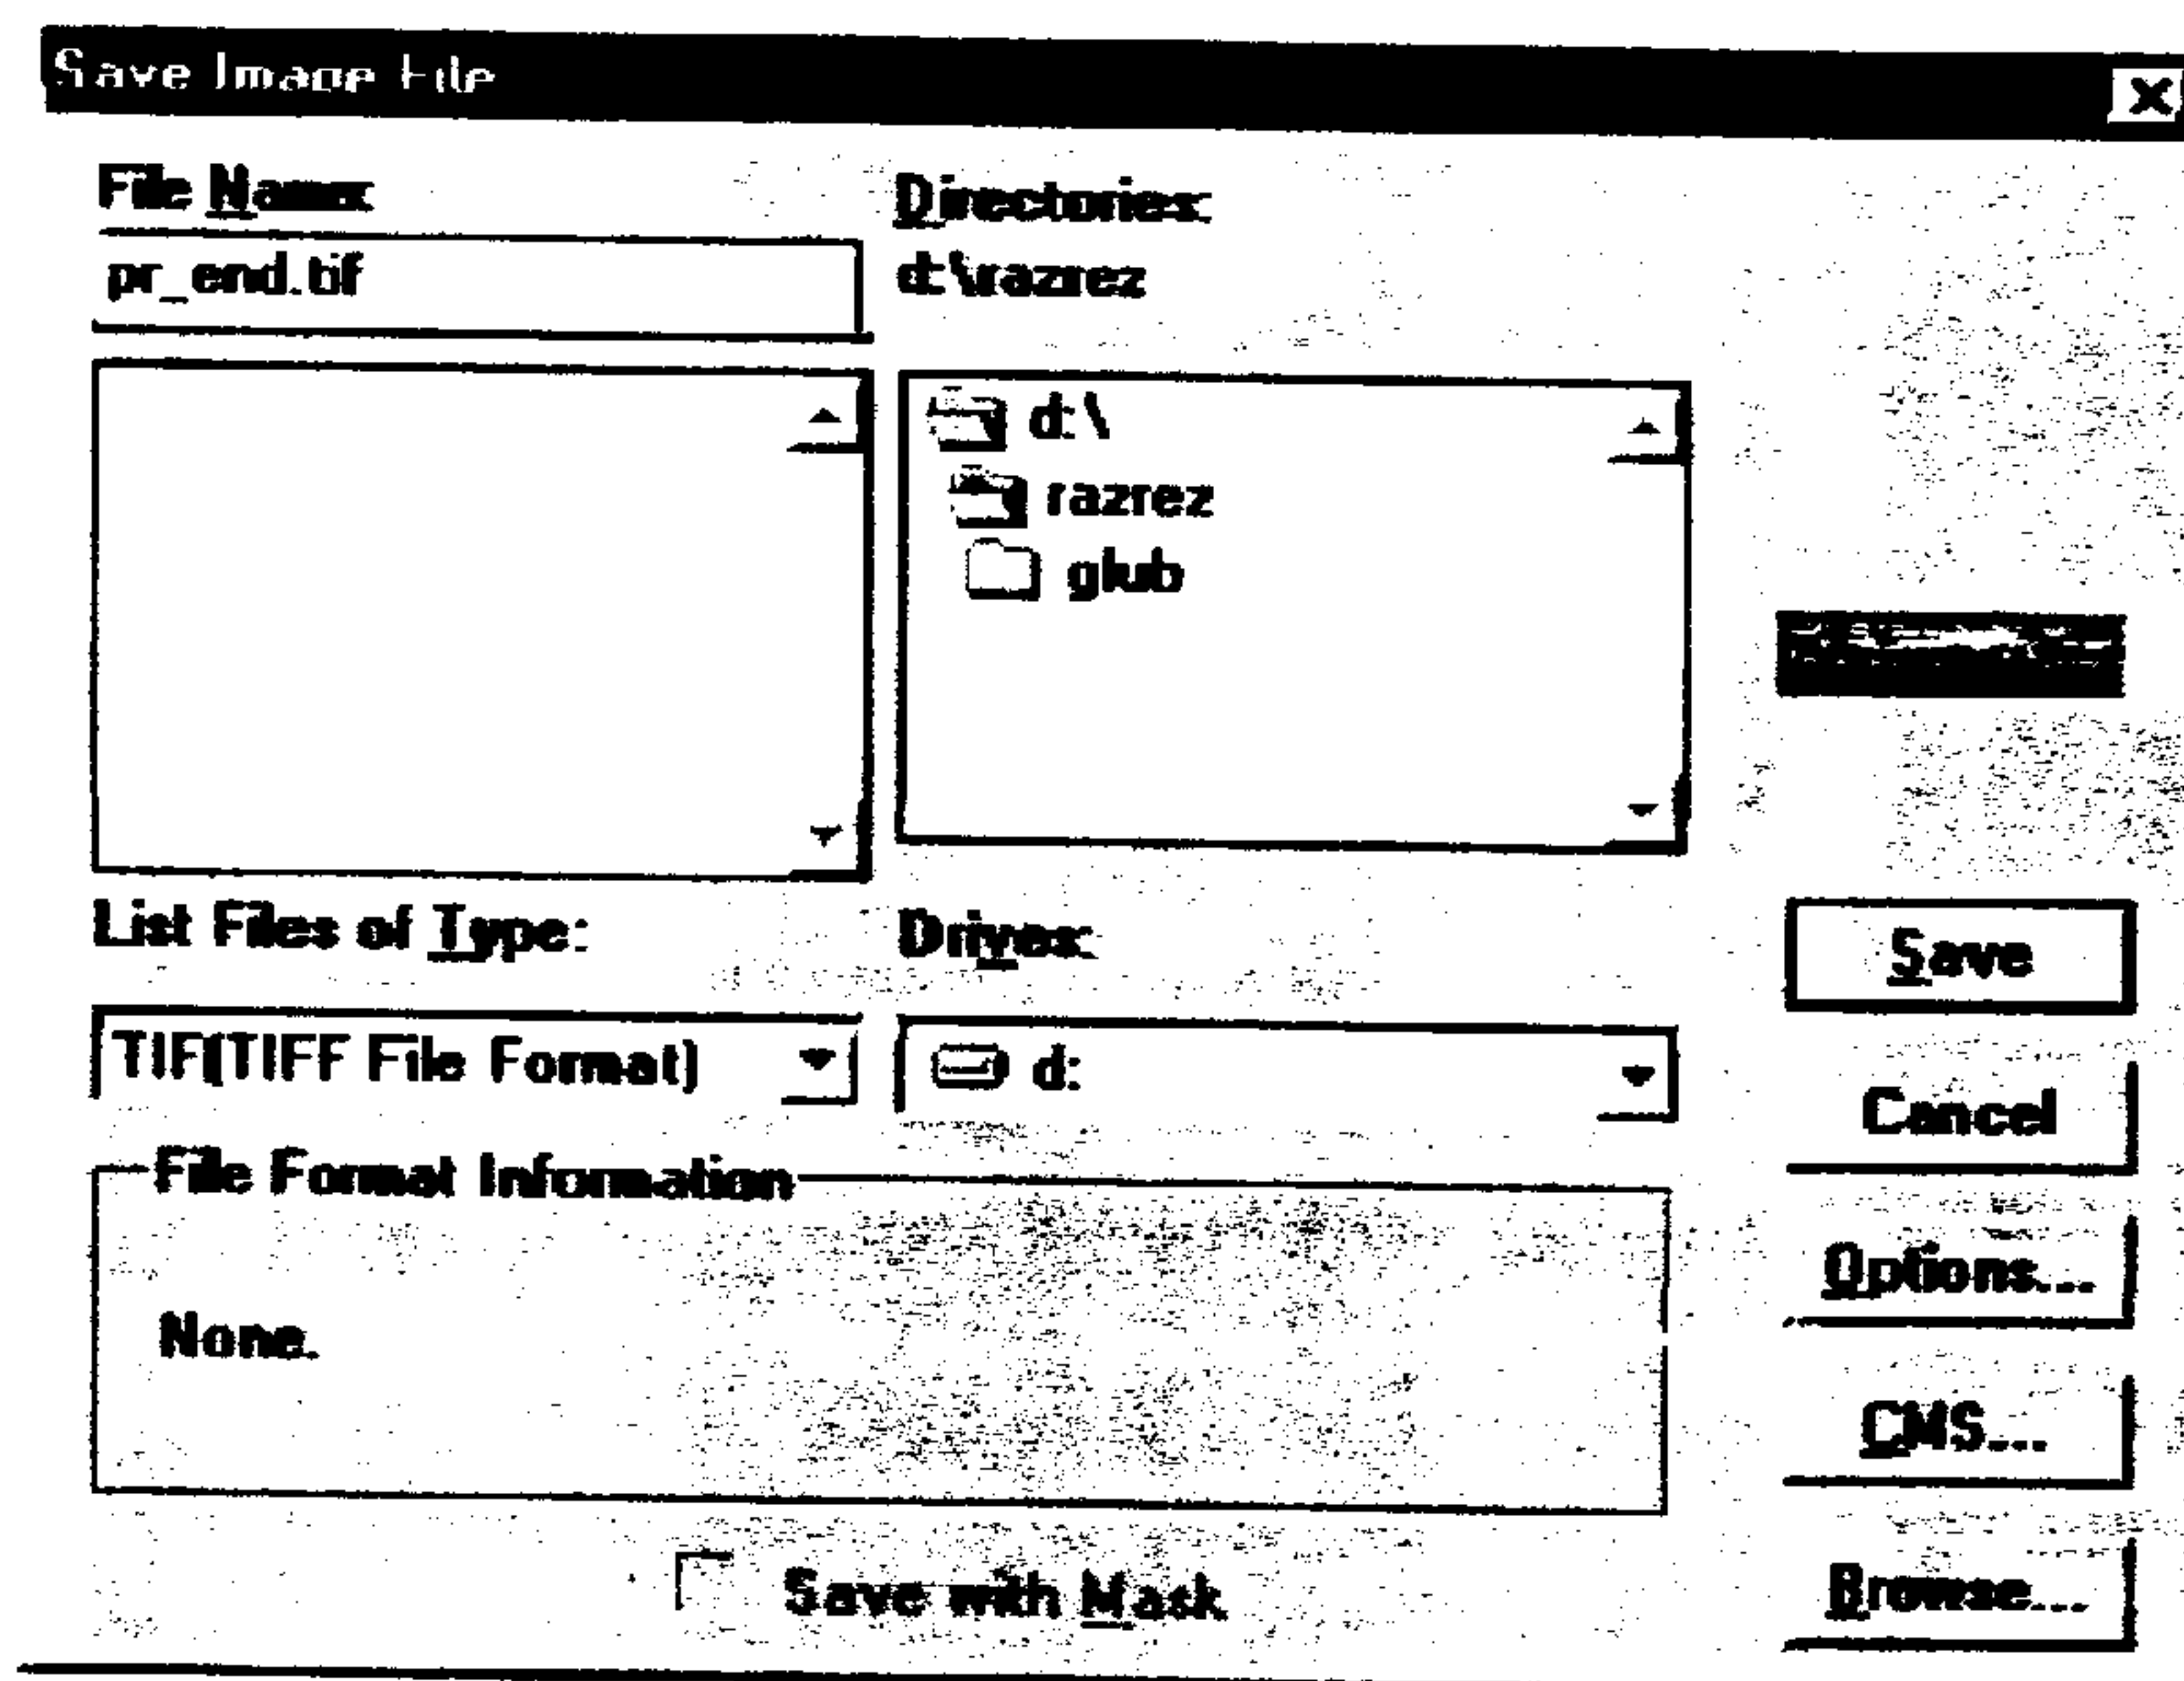 Save Image File
File Name:
pr_end.tif
Directories:
d:\razrez
d:\
razrez
glub
List Files of Type:
TIF(TIFF File Format)
Drives:
d:
File Format Information
None.
Save with Mask
Save
Cancel
Options...
CMS...
Browse...